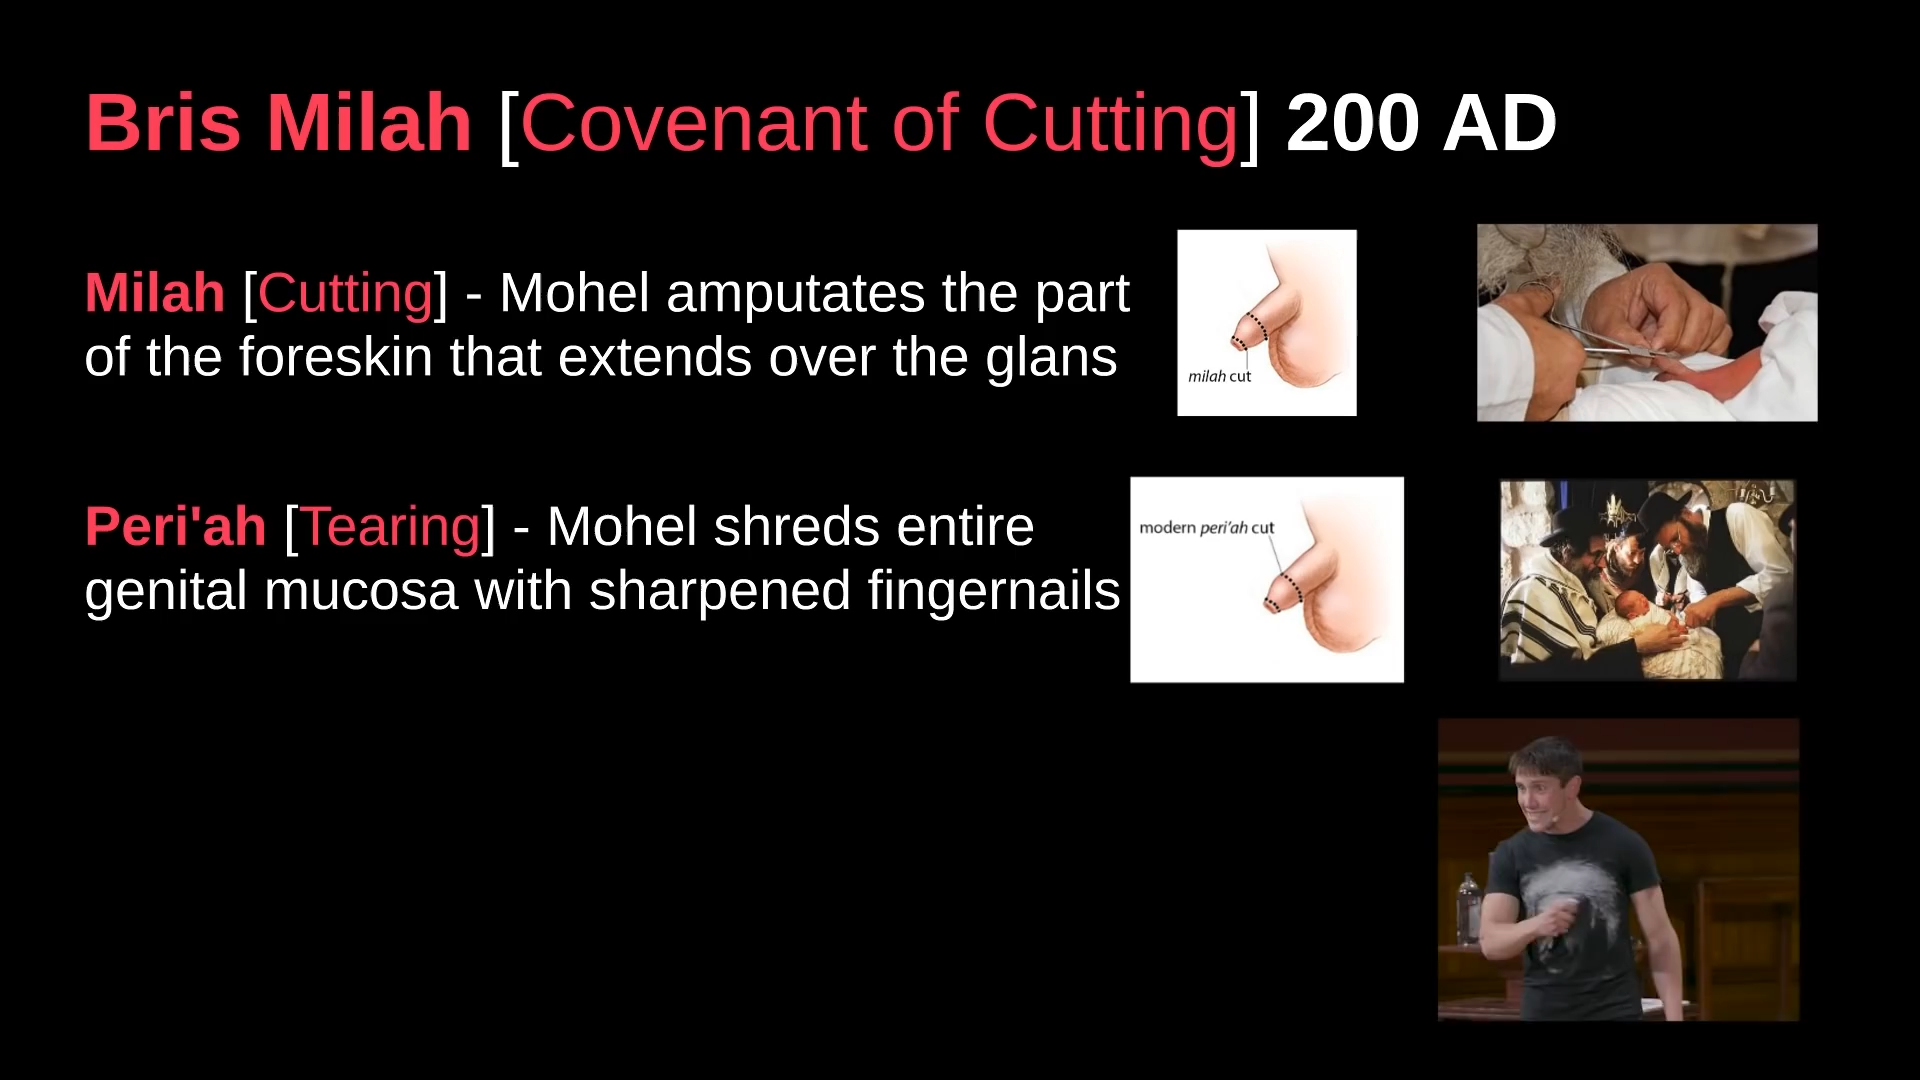 Bris Milah [Covenant of Cutting] 200 AD
Milah [Cutting] - Mohel amputates the part
of the foreskin that extends over the glans
milah cut
Peri'ah [Tearing] - Mohel shreds entire
genital mucosa with sharpened fingernails
modern peri’ah cut